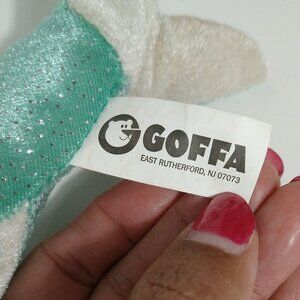 GOFFA
EAST RUTHERFORD, NJ 07073